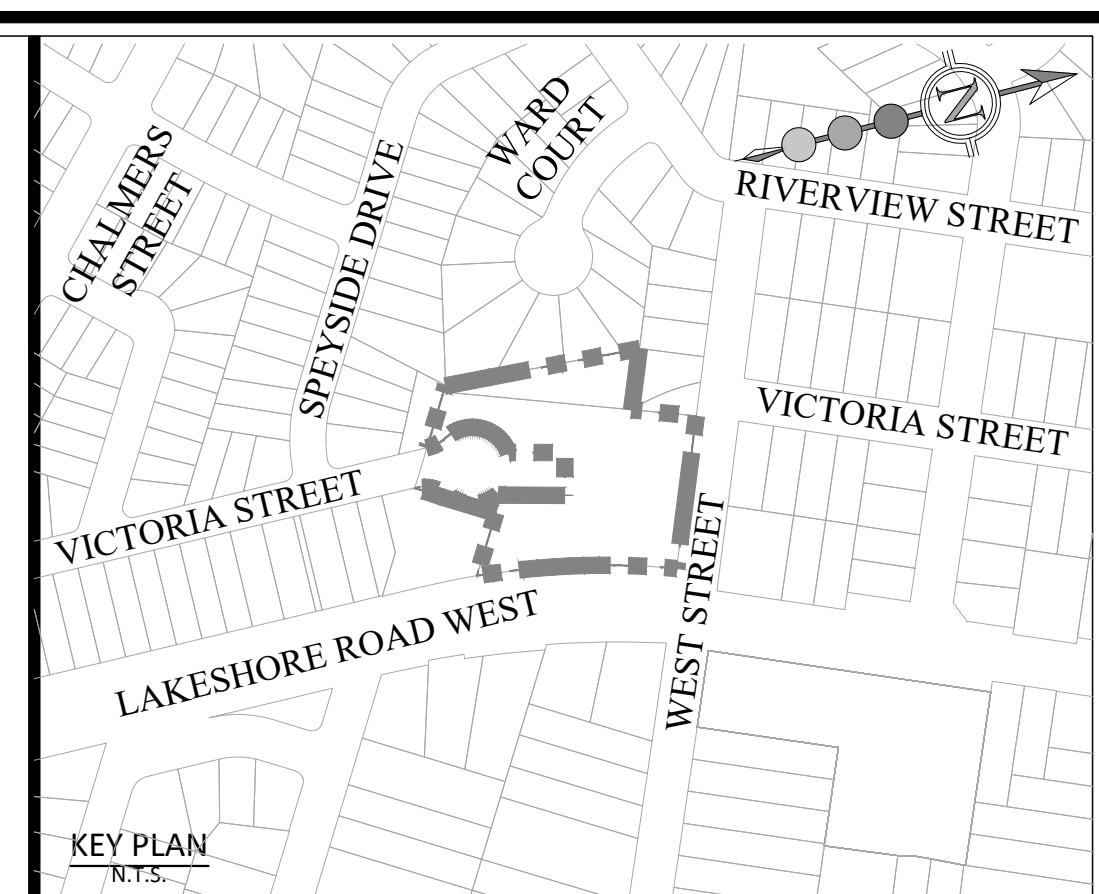 WARD
COURT
N
CHALMERS
STREET
SPEYSIDE DRIVE
RIVERVIEW STREET
VICTORIA STREET
VICTORIA STREET
WEST STREET
LAKESHORE ROAD WEST
KEY PLAN
N.T.S.